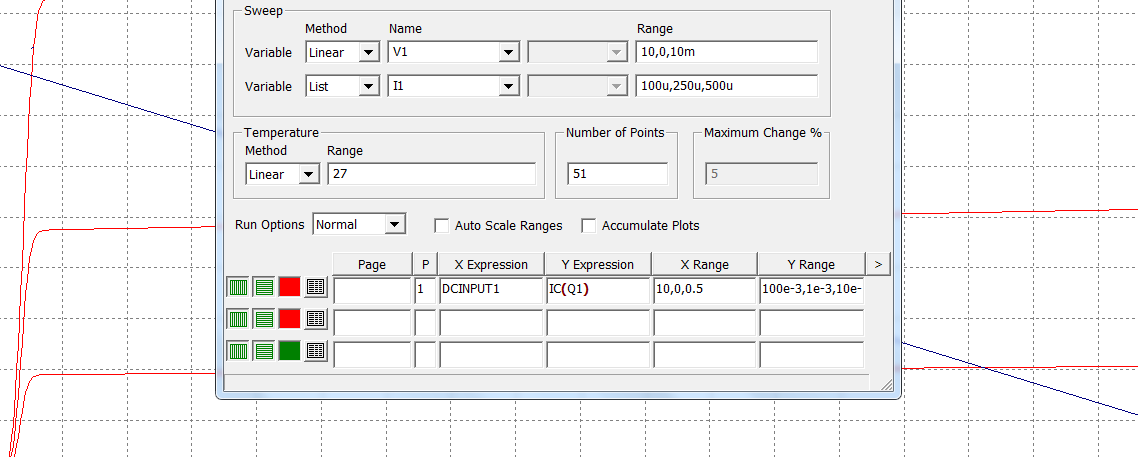 Sweep
Method Name Range
Variable Linear V1 10,0,10m
Variable List I1 100u,250u,500u
Temperature Number of Points Maximum Change %
Method Range
Linear 27 51 5
Run Options Normal Auto Scale Ranges Accumulate Plots
Page P X Expression Y Expression X Range Y Range >
1 DCINPUT1 IC(Q1) 10,0,0.5 100e-3,1e-3,10e-